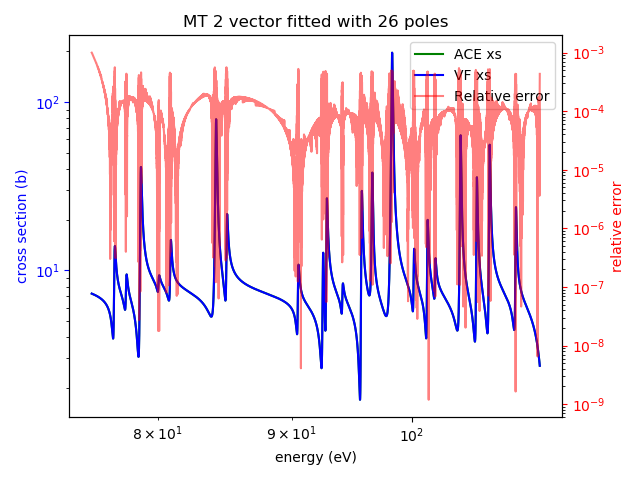 MT 2 vector fitted with 26 poles
ACE xs
VF xs
Relative error
10²
10¹
cross section (b)
10⁻³
10⁻⁴
10⁻⁵
10⁻⁶
10⁻⁷
10⁻⁸
10⁻⁹
relative error
8 × 10¹
9 × 10¹
10²
energy (eV)